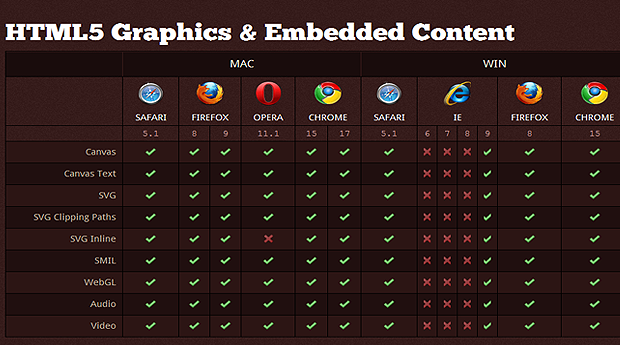 HTML5 Graphics & Embedded Content
MAC WIN
SAFARI FIREFOX OPERA CHROME SAFARI IE FIREFOX CHROME
5.1 8 9 11.1 15 17 5.1 6 7 8 9 8 15
Canvas
Canvas Text
SVG
SVG Clipping Paths
SVG Inline
SMIL
WebGL
Audio
Video